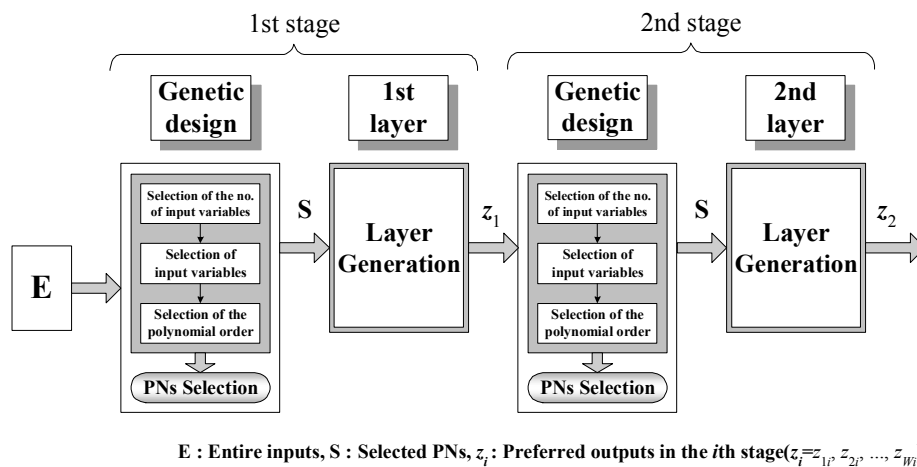 1st stage
2nd stage
Genetic design
1st layer
Genetic design
2nd layer
E
Selection of the no. of input variables
Selection of input variables
Selection of the polynomial order
PNs Selection
S
Layer Generation
z1
Selection of the no. of input variables
Selection of input variables
Selection of the polynomial order
PNs Selection
S
Layer Generation
z2
E : Entire inputs, S : Selected PNs, zi : Preferred outputs in the ith stage(zi=z1i, z2i, ..., zWi